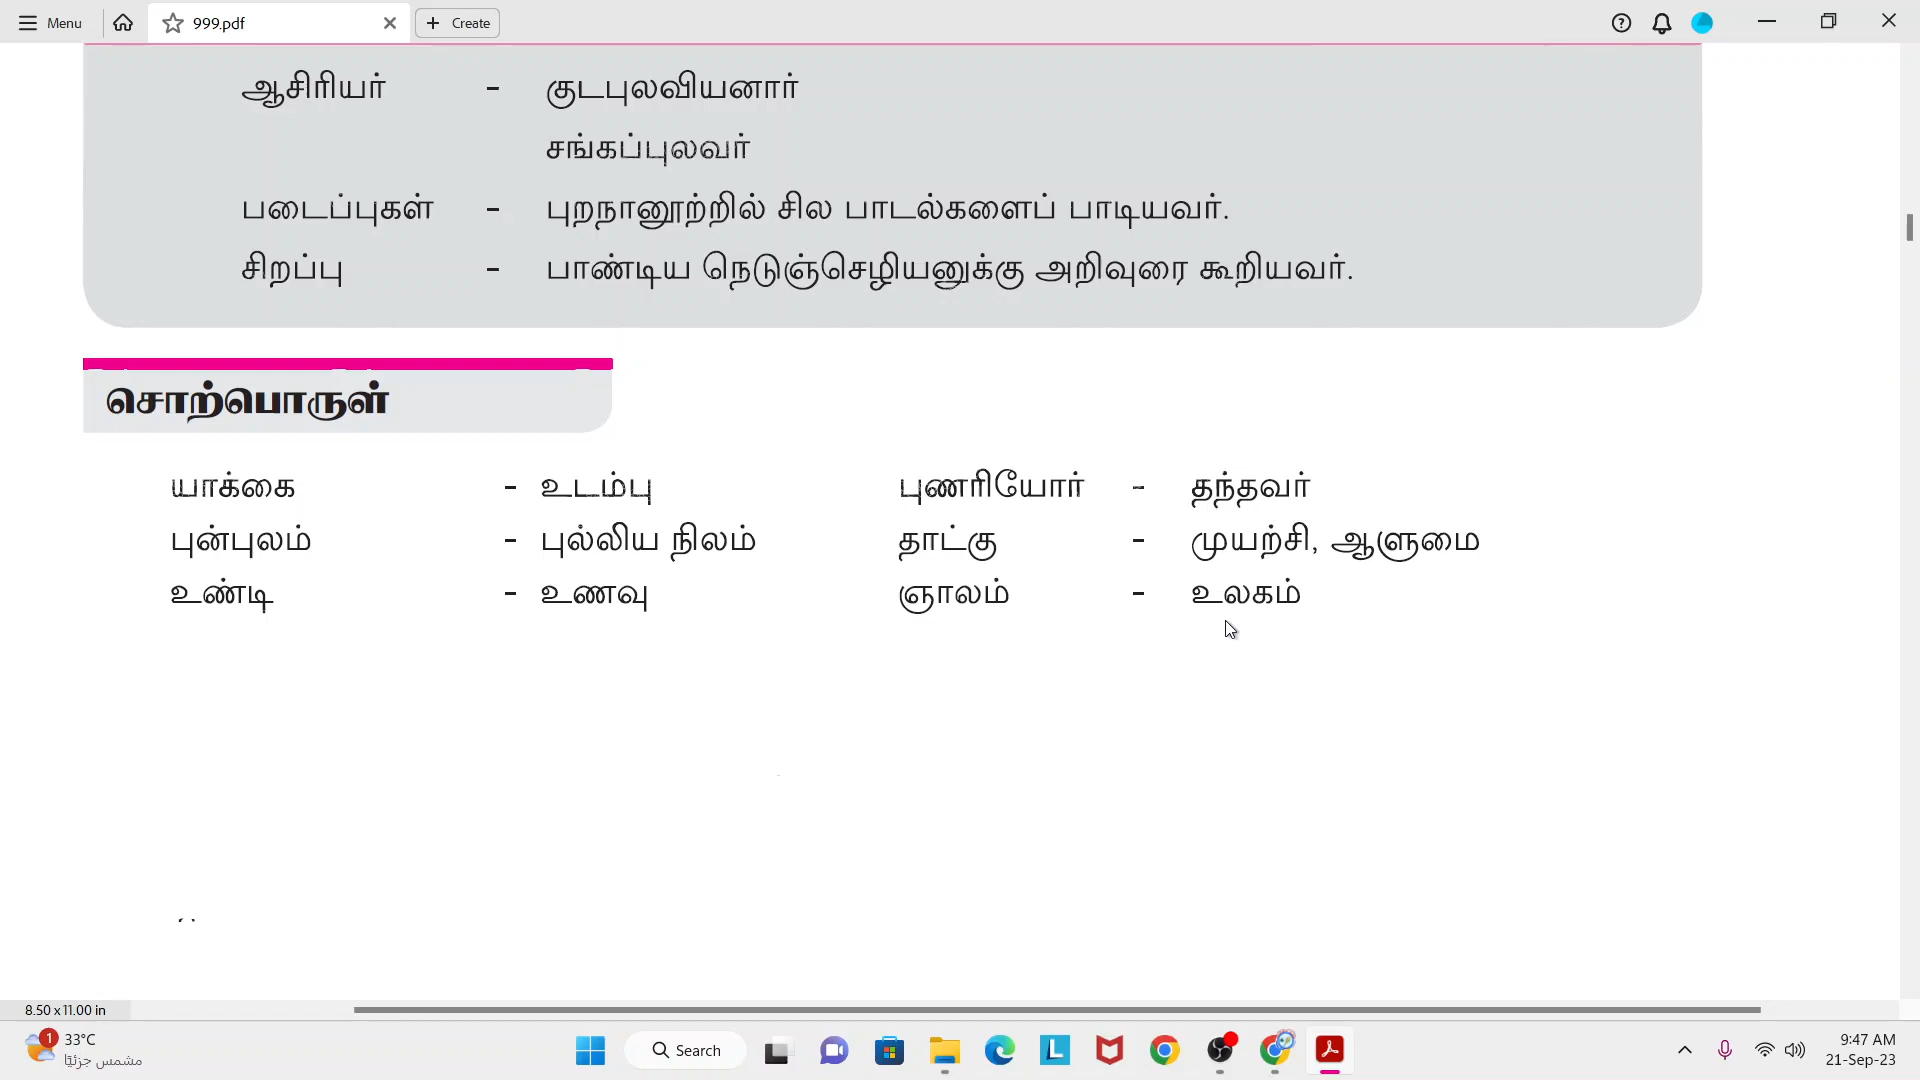 Menu 999.pdf Create
ஆசிரியர் - குடபுலவியனார்
சங்கப்புலவர்
படைப்புகள் - புறநானூற்றில் சில பாடல்களைப் பாடியவர்.
சிறப்பு - பாண்டிய நெடுஞ்செழியனுக்கு அறிவுரை கூறியவர்.
சொற்பொருள்
யாக்கை - உடம்பு புணரியோர் - தந்தவர்
புன்புலம் - புல்லிய நிலம் தாட்கு - முயற்சி, ஆளுமை
உண்டி - உணவு ஞாலம் - உலகம்
8.50 x 11.00 in
1 33°C Search 9:47 AM
مشمس جزئيًا 21-Sep-23